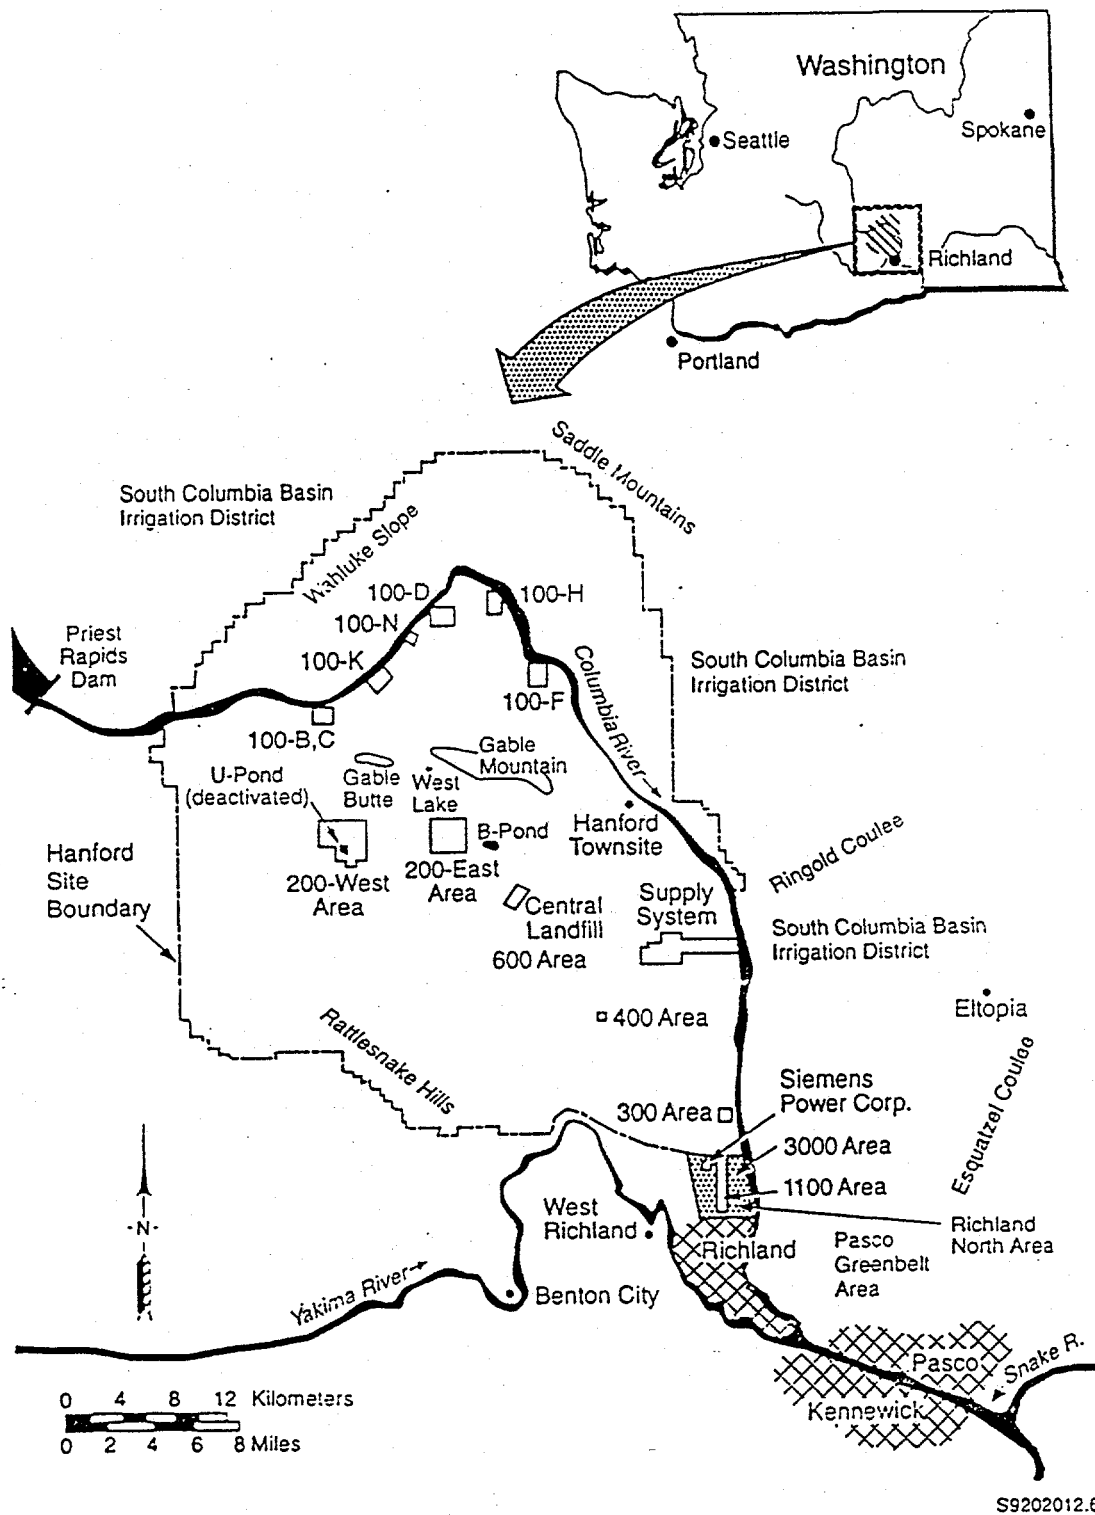 Washington
Seattle
Spokane
Richland
Portland
Saddle Mountains
South Columbia Basin
Irrigation District
Wahluke Slope
100-D
100-H
100-N
100-K
Priest
Rapids
Dam
100-F
Columbia River
South Columbia Basin
Irrigation District
100-B,C
U-Pond
(deactivated)
Gable
Butte
West
Lake
Gable
Mountain
B-Pond
Hanford
Townsite
Hanford
Site
Boundary
200-West
Area
200-East
Area
Central
Landfill
Supply
System
Ringold Coulee
South Columbia Basin
Irrigation District
600 Area
400 Area
Eltopia
Rattlesnake Hills
Esquatzel Coulee
300 Area
Siemens
Power Corp.
3000 Area
1100 Area
Richland
North Area
West
Richland
Richland
Pasco
Greenbelt
Area
-N-
Yakima River
Benton City
Pasco
Kennewick
Snake R.
0 4 8 12 Kilometers
0 2 4 6 8 Miles
S9202012.6